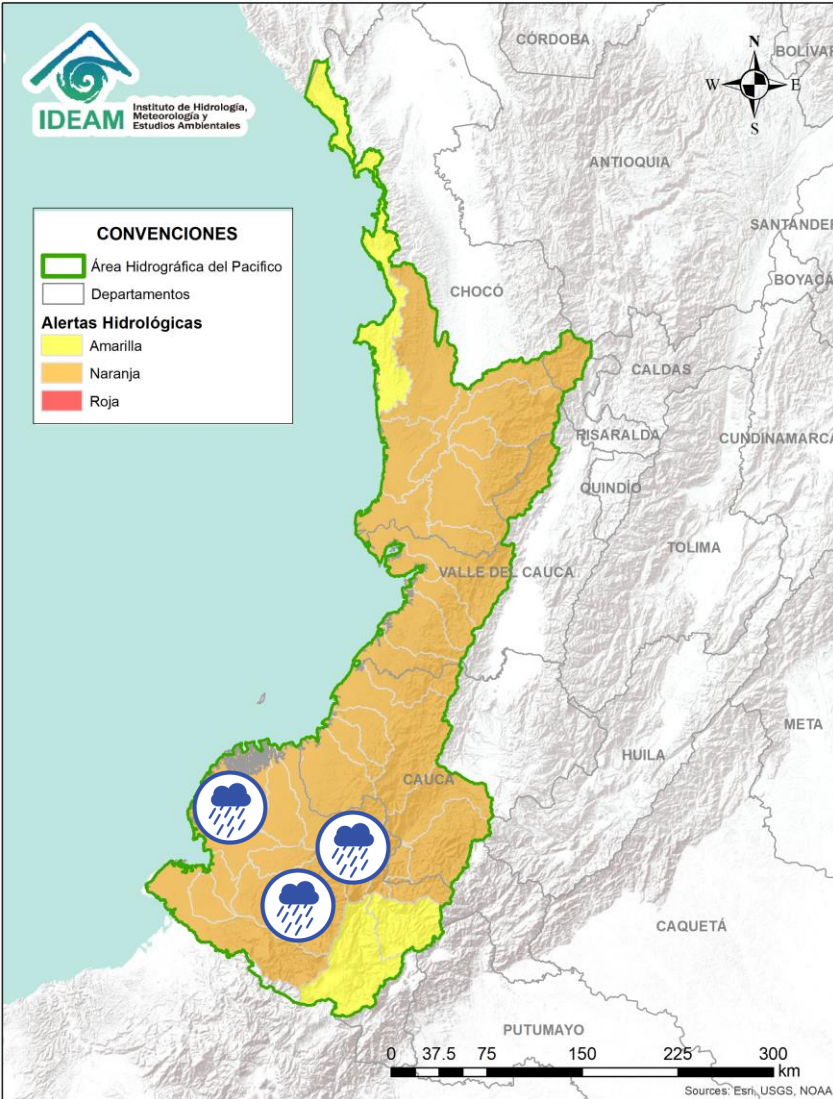 IDEAM
Instituto de Hidrología,
Meteorología y
Estudios Ambientales
CONVENCIONES
Área Hidrográfica del Pacifico
Departamentos
Alertas Hidrológicas
Amarilla
Naranja
Roja
CÓRDOBA
BOLÍVAR
N
W
E
S
ANTIOQUIA
SANTANDER
BOYACÁ
CHOCÓ
CALDAS
RISARALDA
CUNDINAMARCA
QUINDÍO
TOLIMA
VALLE DEL CAUCA
META
HUILA
CAUCA
CAQUETÁ
PUTUMAYO
0 37.5 75 150 225 300
km
Sources: Esri, USGS, NOAA